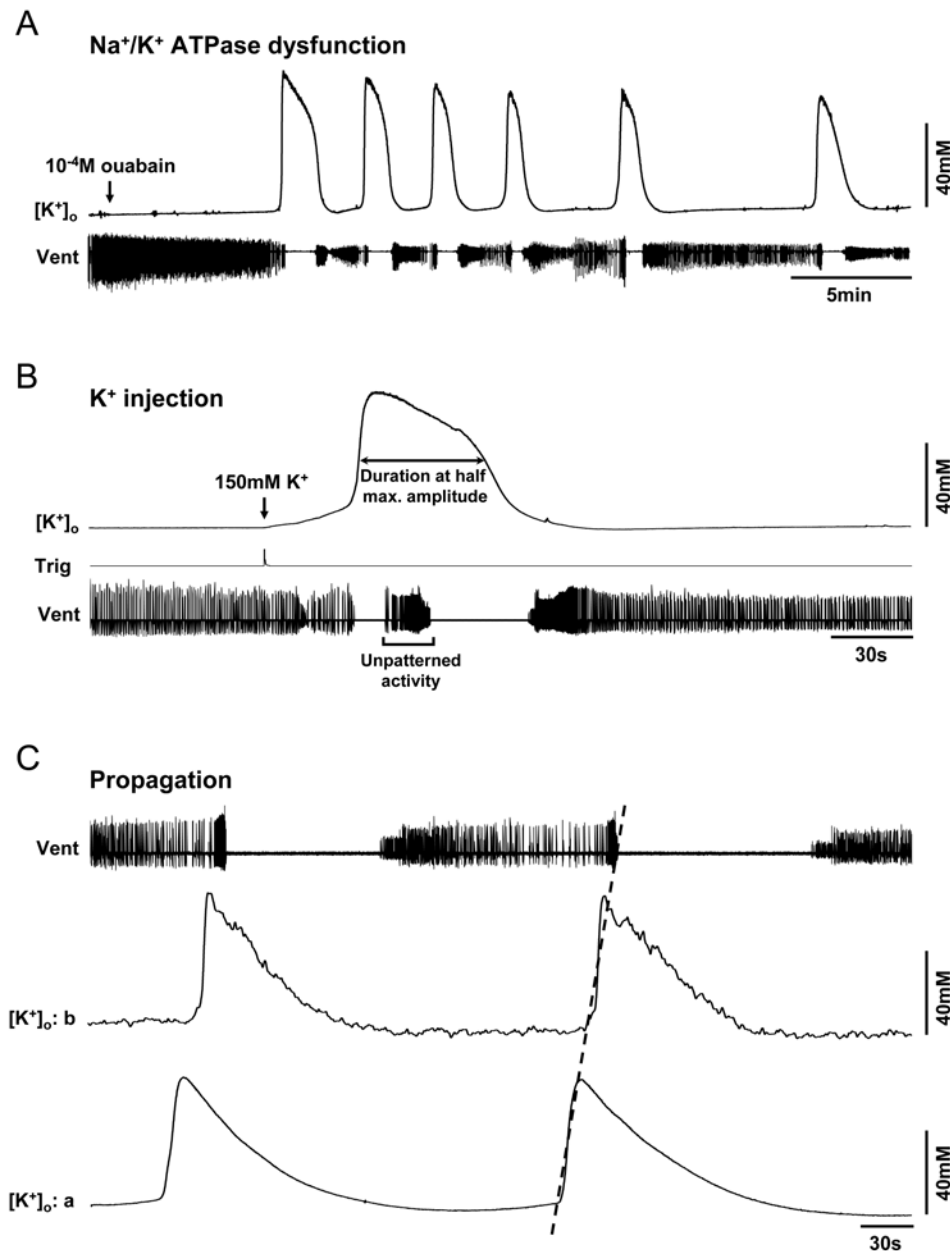 A
Na⁺/K⁺ ATPase dysfunction
10⁻⁴M ouabain
[K⁺]ₒ
40mM
Vent
5min
B
K⁺ injection
150mM K⁺
Duration at half
max. amplitude
[K⁺]ₒ
40mM
Trig
Vent
Unpatterned
activity
30s
C
Propagation
Vent
[K⁺]ₒ: b
40mM
[K⁺]ₒ: a
40mM
30s